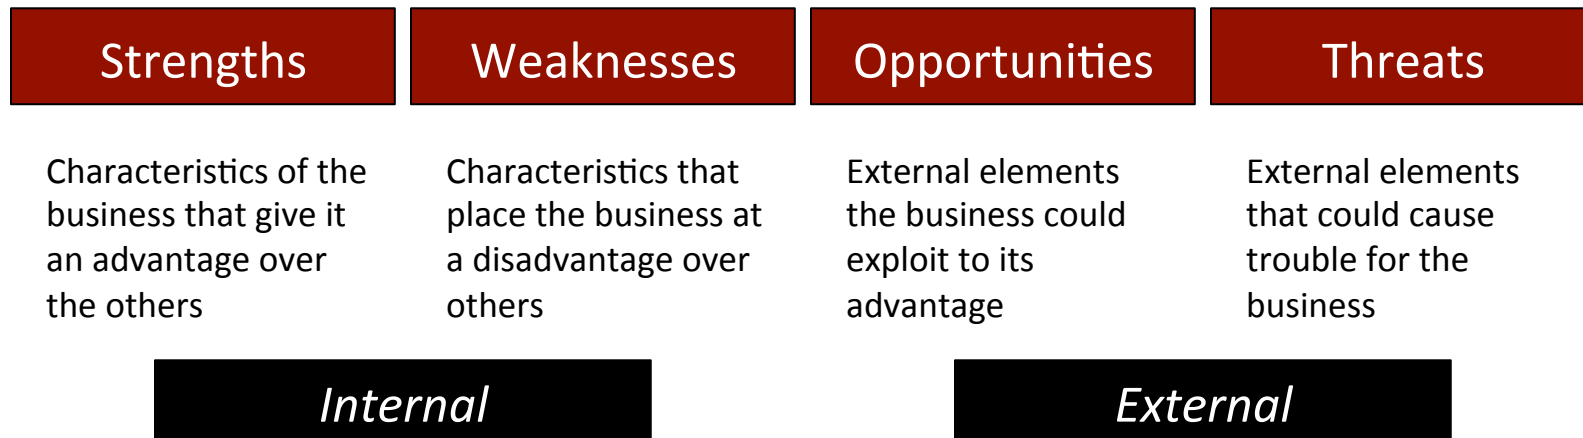 Strengths
Weaknesses
Opportunities
Threats
Characteristics of the
business that give it
an advantage over
the others
Characteristics that
place the business at
a disadvantage over
others
External elements
the business could
exploit to its
advantage
External elements
that could cause
trouble for the
business
Internal
External